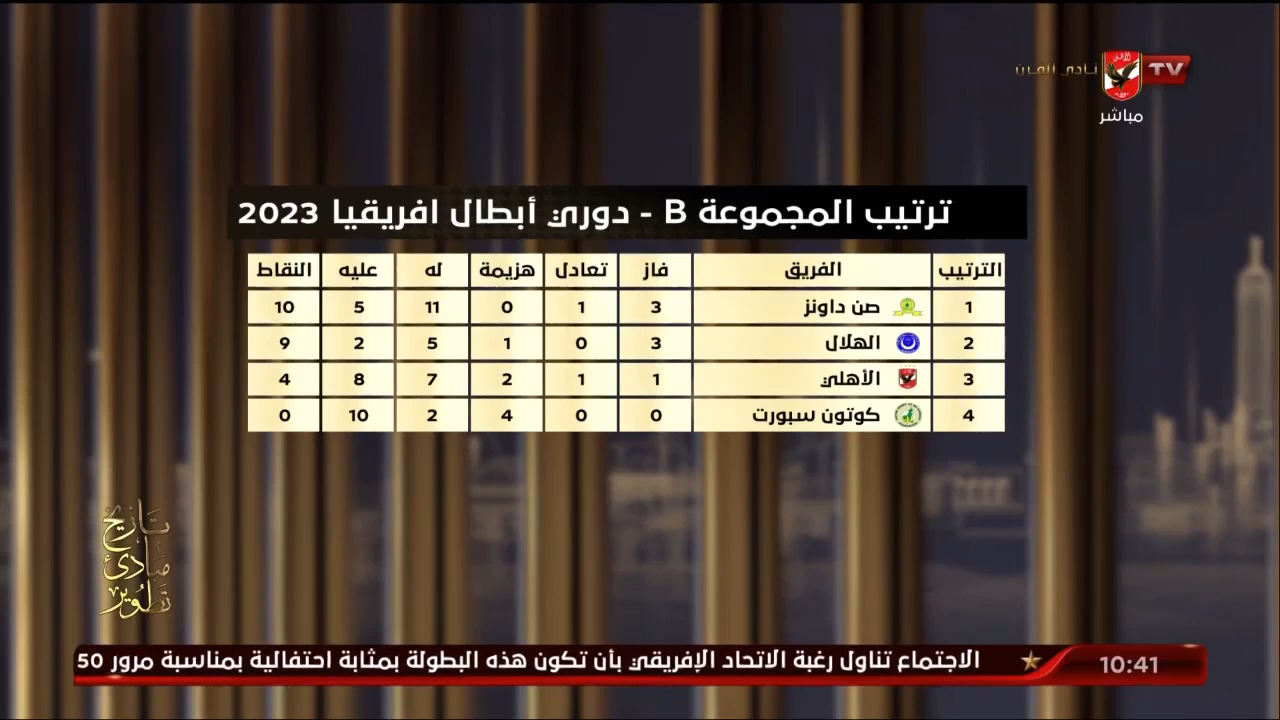 نادي القرن TV
مباشر
ترتيب المجموعة B - دوري أبطال افريقيا 2023
الترتيب الفريق فاز تعادل هزيمة له عليه النقاط
1 صن داونز 3 1 0 11 5 10
2 الهلال 3 0 1 5 2 9
3 الأهلي 1 1 2 7 8 4
4 كوتون سبورت 0 0 4 2 10 0
تاريخ
مبادئ
تطوير
10:41 الاجتماع تناول رغبة الاتحاد الإفريقي بأن تكون هذه البطولة بمثابة احتفالية بمناسبة مرور 50